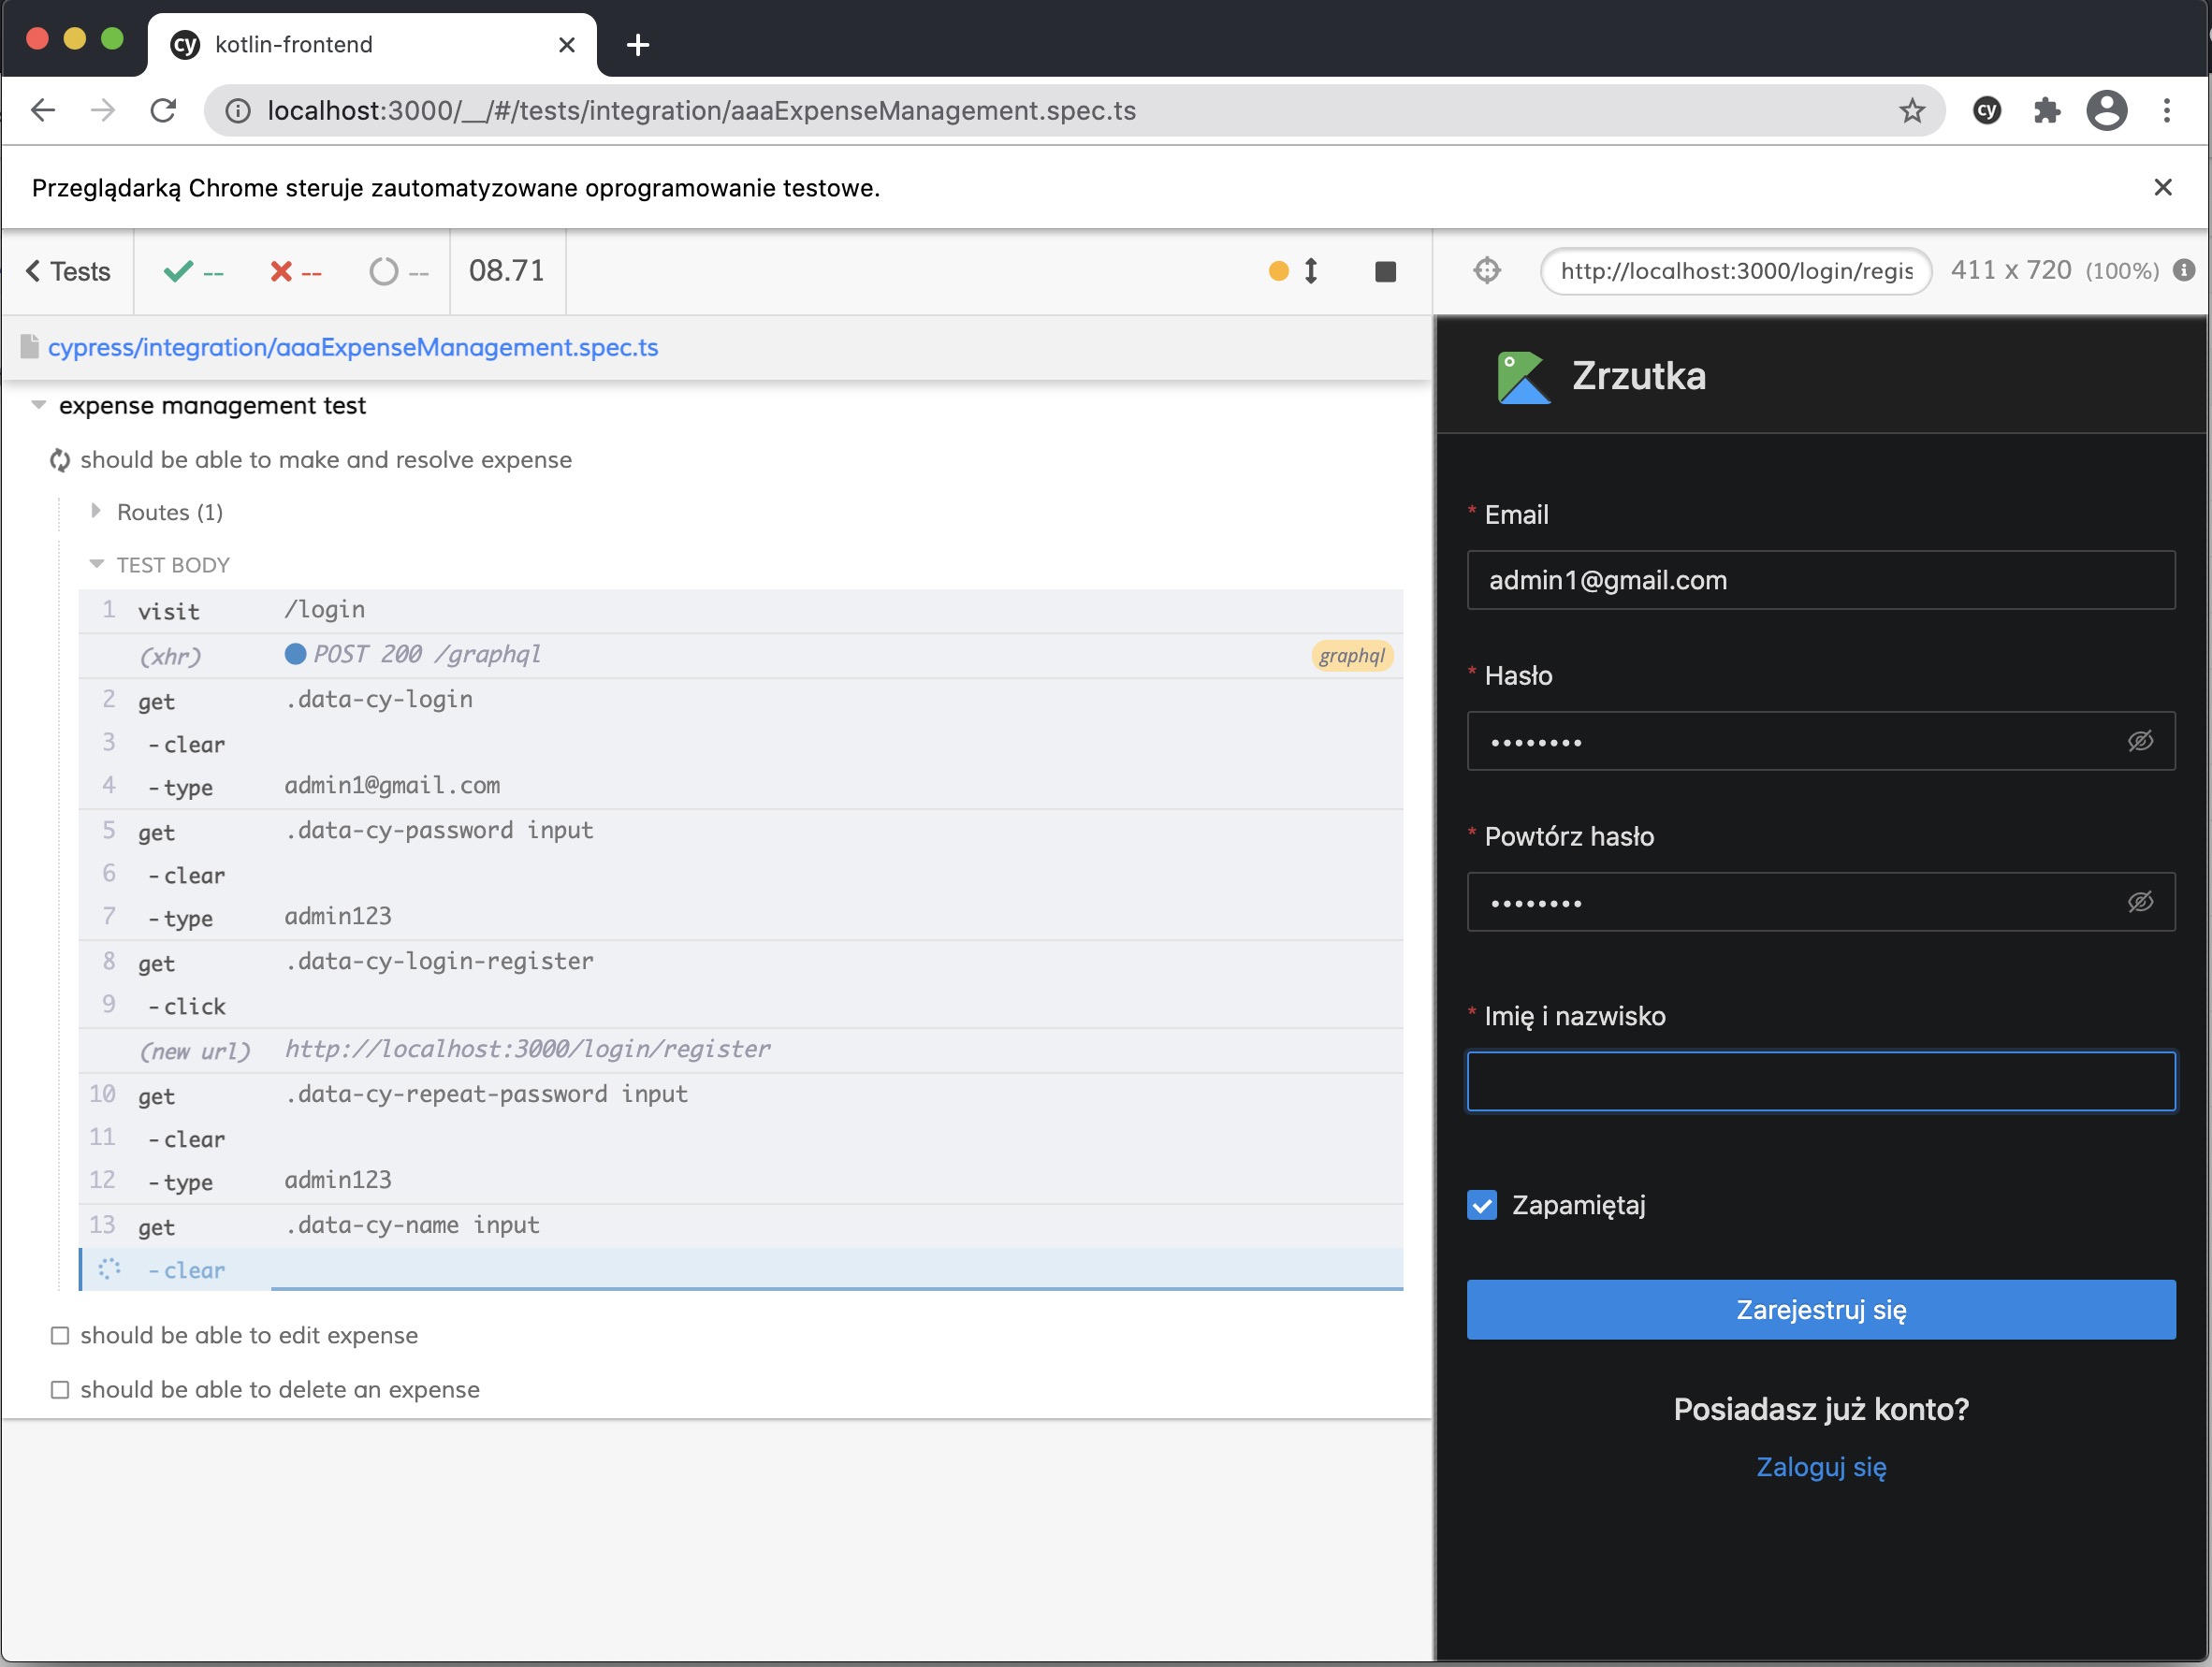 cy kotlin-frontend
localhost:3000/__/#/tests/integration/aaaExpenseManagement.spec.ts
cy
Przeglądarką Chrome steruje zautomatyzowane oprogramowanie testowe.
Tests -- -- -- 08.71
http://localhost:3000/login/regis 411 x 720 (100%)
cypress/integration/aaaExpenseManagement.spec.ts
expense management test
should be able to make and resolve expense
Routes (1)
TEST BODY
1 visit /login
(xhr) POST 200 /graphql graphql
2 get .data-cy-login
3 -clear
4 -type admin1@gmail.com
5 get .data-cy-password input
6 -clear
7 -type admin123
8 get .data-cy-login-register
9 -click
(new url) http://localhost:3000/login/register
10 get .data-cy-repeat-password input
11 -clear
12 -type admin123
13 get .data-cy-name input
-clear
should be able to edit expense
should be able to delete an expense
Zrzutka
* Email
admin1@gmail.com
* Hasło
••••••••
* Powtórz hasło
••••••••
* Imię i nazwisko
Zapamiętaj
Zarejestruj się
Posiadasz już konto?
Zaloguj się